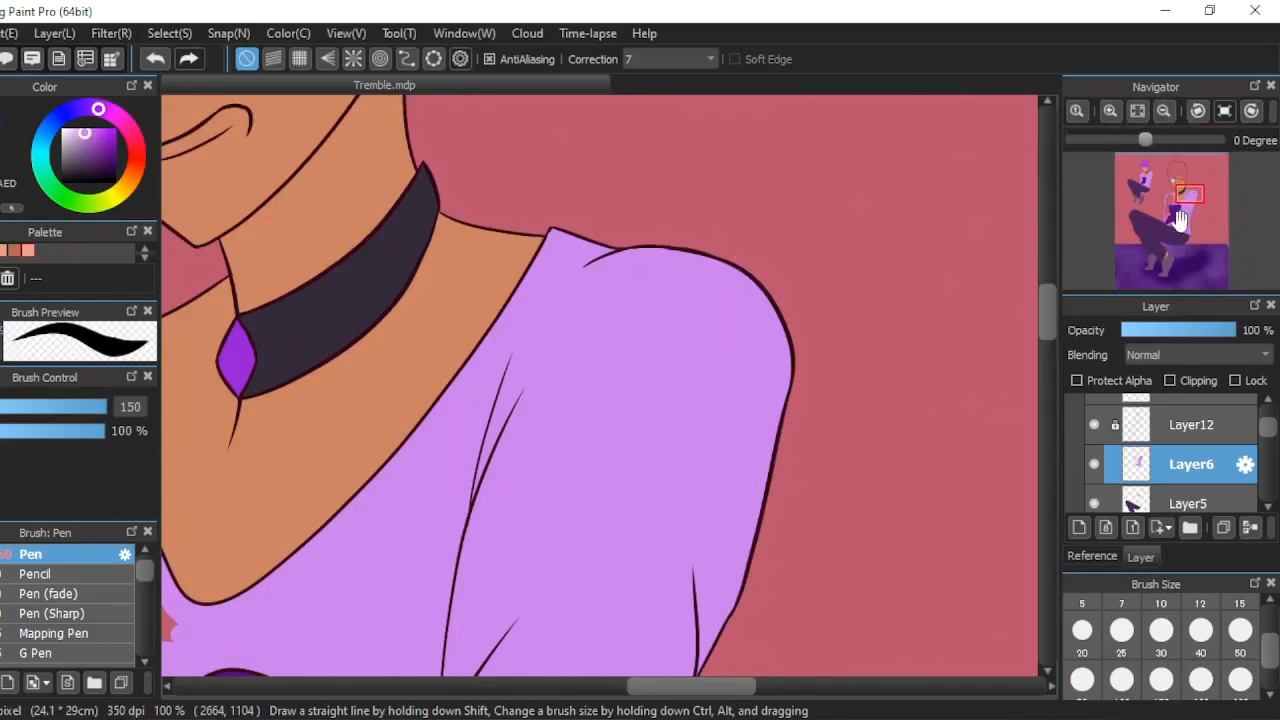 g Paint Pro (64bit)
t(E) Layer(L) Filter(R) Select(S) Snap(N) Color(C) View(V) Tool(T) Window(W) Cloud Time-lapse Help
AntiAliasing Correction 7 Soft Edge
Color
AED
Palette
---
Brush Preview
Brush Control
150
100 %
Brush: Pen
Pen
Pencil
Pen (fade)
Pen (Sharp)
Mapping Pen
G Pen
Tremble.mdp
Navigator
0 Degree
Layer
Opacity 100 %
Blending Normal
Protect Alpha Clipping Lock
Layer12
Layer6
Layer5
Reference Layer
Brush Size
5 7 10 12 15
20 25 30 40 50
pixel (24.1 * 29cm) 350 dpi 100 % (2664, 1104) Draw a straight line by holding down Shift, Change a brush size by holding down Ctrl, Alt, and dragging